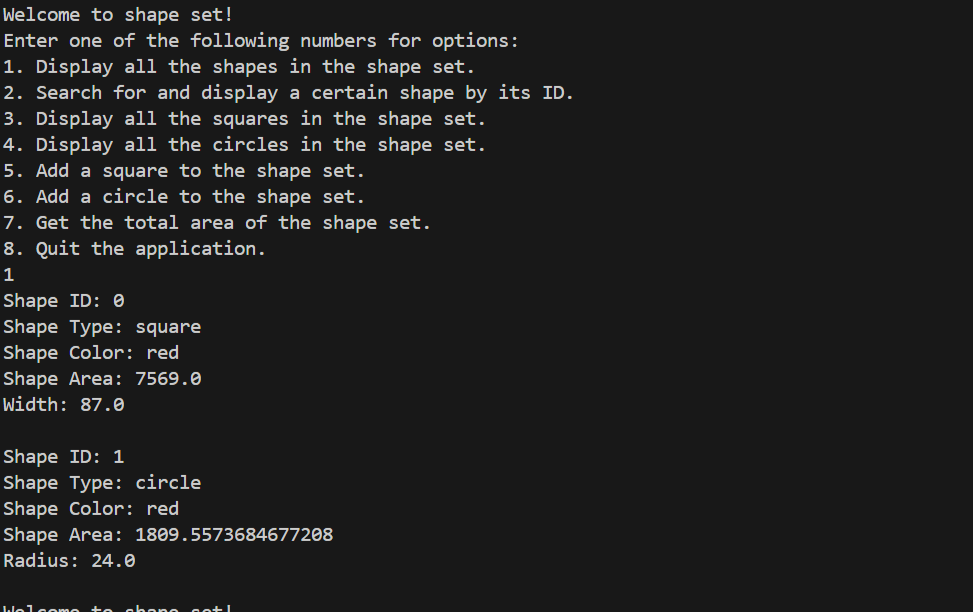 Welcome to shape set!
Enter one of the following numbers for options:
1. Display all the shapes in the shape set.
2. Search for and display a certain shape by its ID.
3. Display all the squares in the shape set.
4. Display all the circles in the shape set.
5. Add a square to the shape set.
6. Add a circle to the shape set.
7. Get the total area of the shape set.
8. Quit the application.
1
Shape ID: 0
Shape Type: square
Shape Color: red
Shape Area: 7569.0
Width: 87.0
Shape ID: 1
Shape Type: circle
Shape Color: red
Shape Area: 1809.5573684677208
Radius: 24.0
Welcome to shape set!